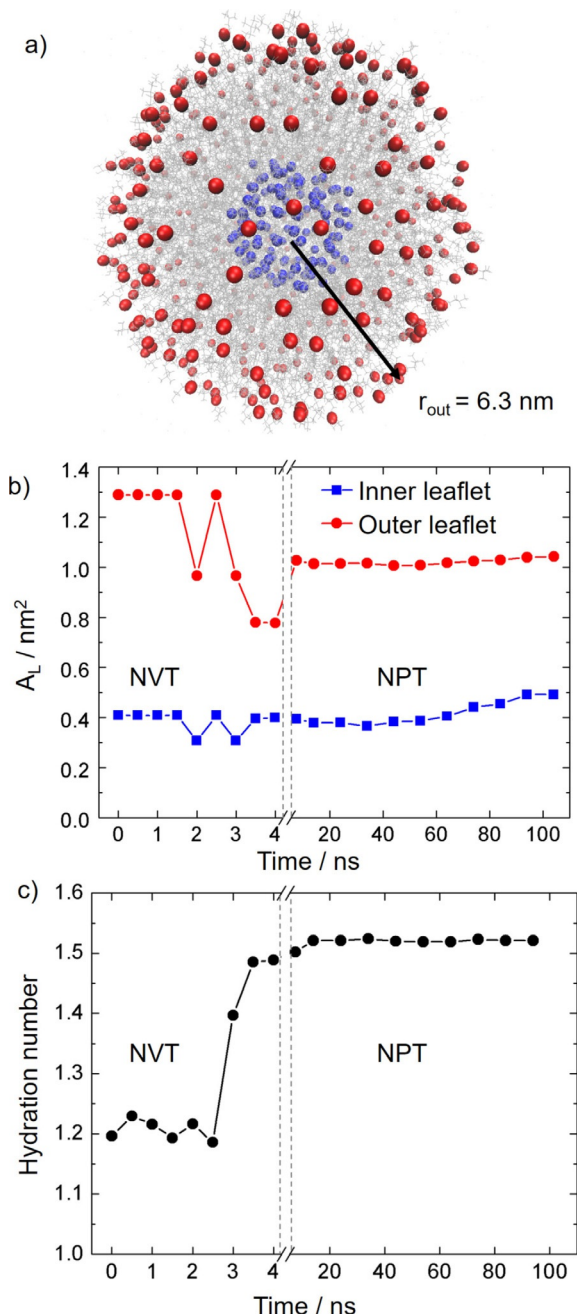 a)
r_out = 6.3 nm
b)
1.4
1.2
1.0
0.8
0.6
0.4
0.2
0.0
A_L / nm²
Inner leaflet
Outer leaflet
NVT
NPT
0 1 2 3 4 20 40 60 80 100
Time / ns
c)
1.6
1.5
1.4
1.3
1.2
1.1
1.0
Hydration number
NVT
NPT
0 1 2 3 4 20 40 60 80 100
Time / ns